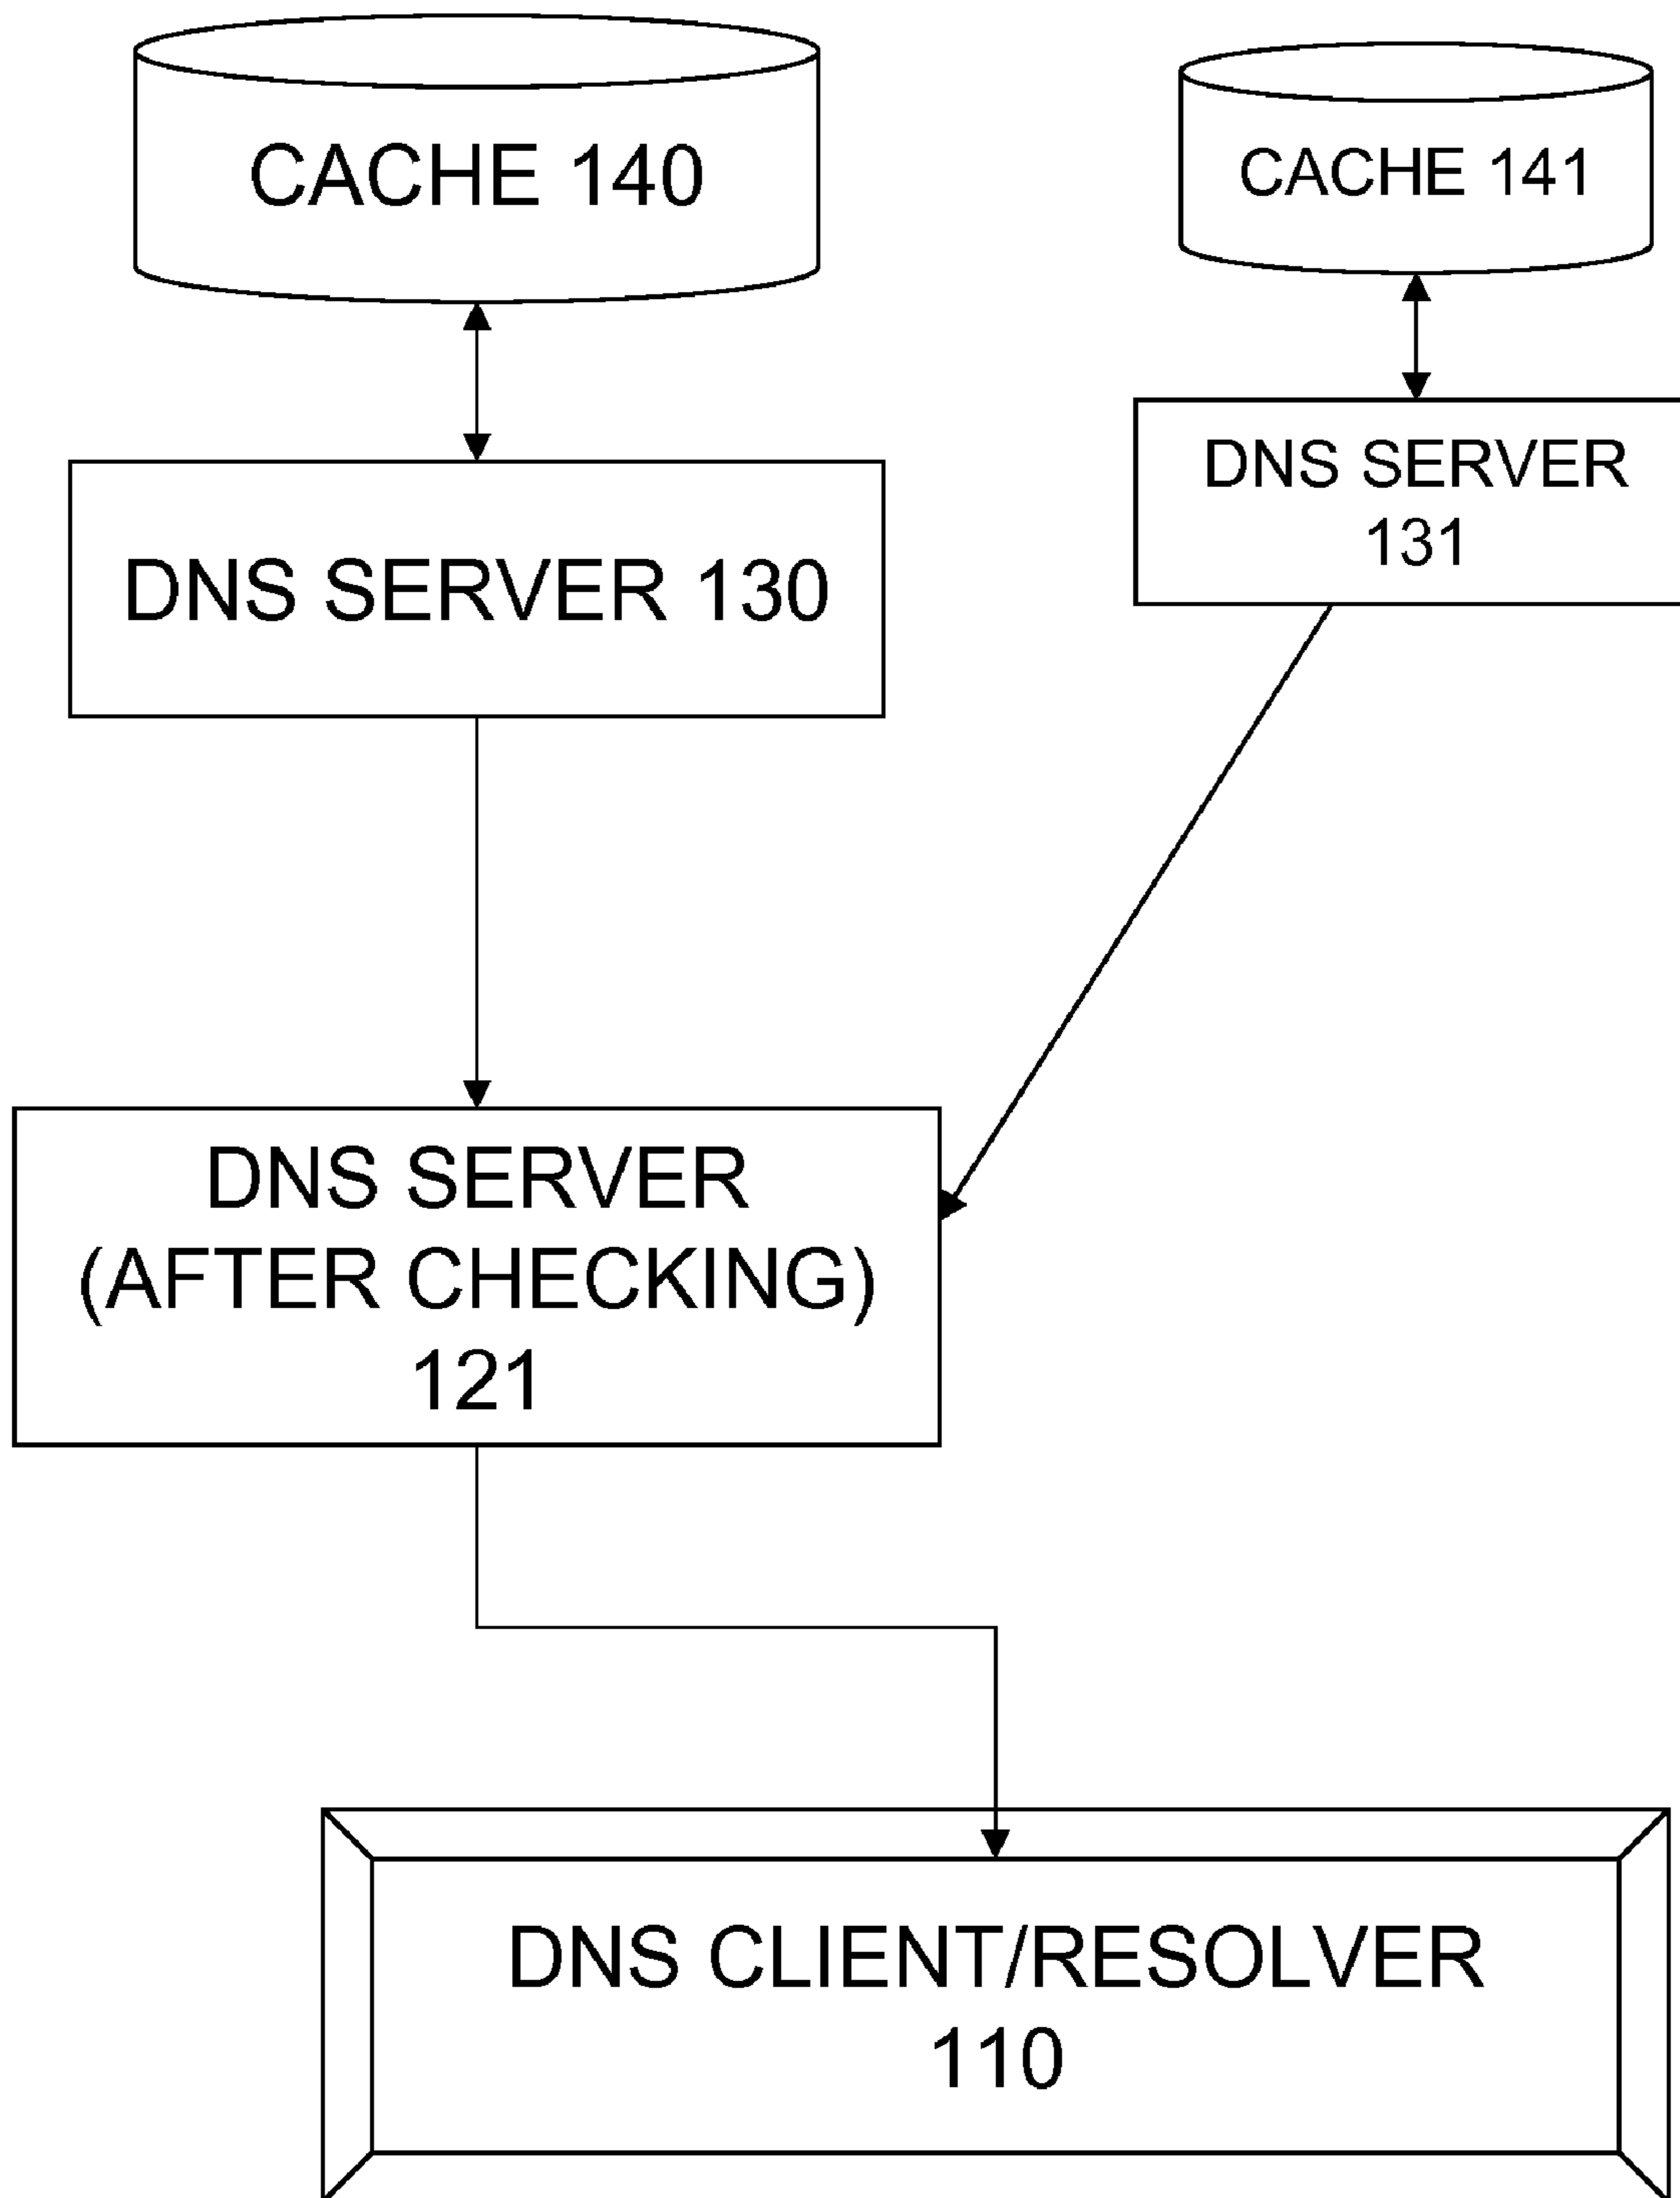 CACHE 140
CACHE 141
DNS SERVER
131
DNS SERVER 130
DNS SERVER
(AFTER CHECKING)
121
DNS CLIENT/RESOLVER
110